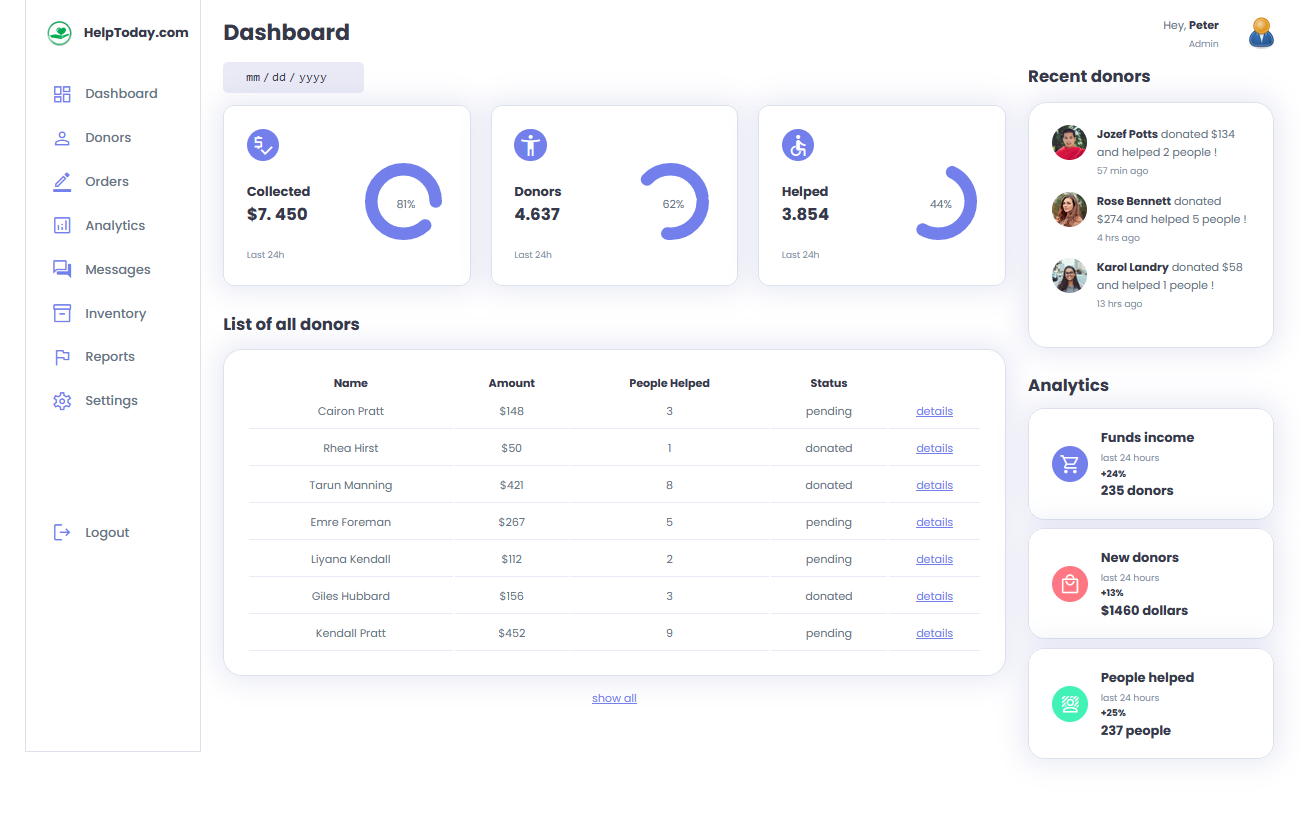 HelpToday.com
Dashboard
Donors
Orders
Analytics
Messages
Inventory
Reports
Settings
Logout
Dashboard
mm / dd / yyyy
Collected
$7. 450
81%
Last 24h
Donors
4.637
62%
Last 24h
Helped
3.854
44%
Last 24h
List of all donors
Name Amount People Helped Status
Cairon Pratt $148 3 pending details
Rhea Hirst $50 1 donated details
Tarun Manning $421 8 donated details
Emre Foreman $267 5 pending details
Liyana Kendall $112 2 pending details
Giles Hubbard $156 3 donated details
Kendall Pratt $452 9 pending details
show all
Hey, Peter
Admin
Recent donors
Jozef Potts donated $134
and helped 2 people !
57 min ago
Rose Bennett donated
$274 and helped 5 people !
4 hrs ago
Karol Landry donated $58
and helped 1 people !
13 hrs ago
Analytics
Funds income
last 24 hours
+24%
235 donors
New donors
last 24 hours
+13%
$1460 dollars
People helped
last 24 hours
+25%
237 people